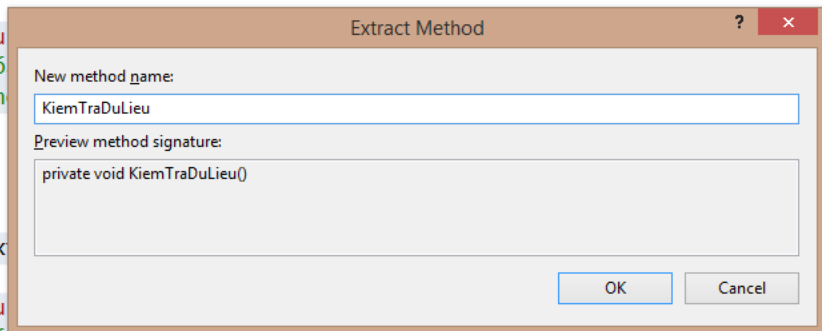 Extract Method
?
New method name:
KiemTraDuLieu
Preview method signature:
private void KiemTraDuLieu()
OK
Cancel